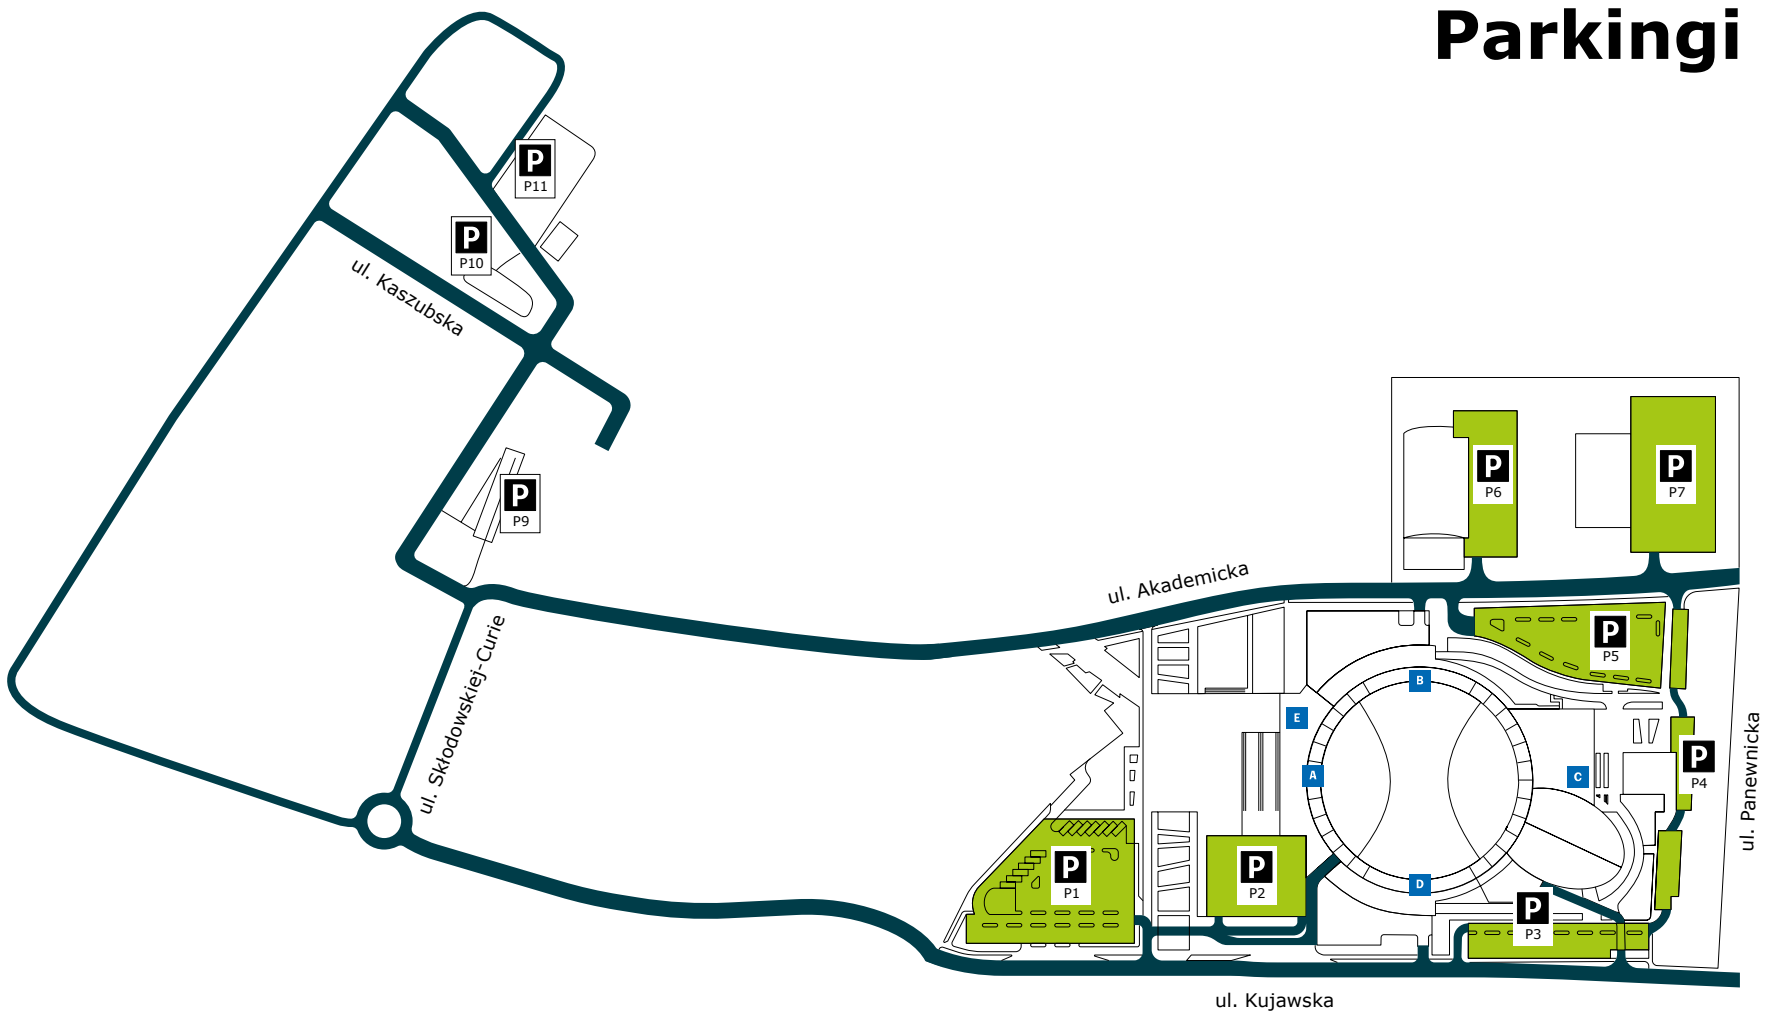 Parkingi
P
P11
P
P10
ul. Kaszubska
P
P9
ul. Skłodowskiej-Curie
ul. Akademicka
P
P6
P
P7
P
P5
B
E
A
C
P
P4
ul. Panewnicka
P
P1
P
P2
D
P
P3
ul. Kujawska